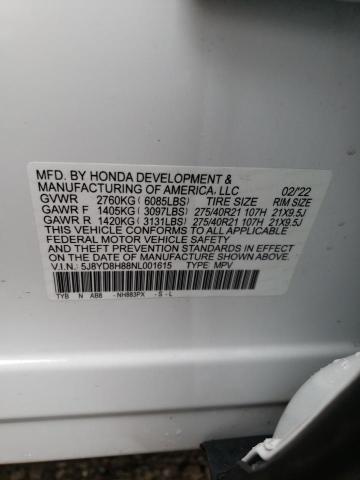 MFD. BY HONDA DEVELOPMENT &
MANUFACTURING OF AMERICA, LLC 02/'22
GVWR 2760KG (6085LBS) TIRE SIZE RIM SIZE
GAWR F 1405KG (3097LBS) 275/40R21 107H 21X9.5J
GAWR R 1420KG (3131LBS) 275/40R21 107H 21X9.5J
THIS VEHICLE CONFORMS TO ALL APPLICABLE
FEDERAL MOTOR VEHICLE SAFETY, BUMPER,
AND THEFT PREVENTION STANDARDS IN EFFECT
ON THE DATE OF MANUFACTURE SHOWN ABOVE.
V.I.N.: 5J8YD8H88NL001615 TYPE: MPV
TYB N AB8 -NH883PX -S -L